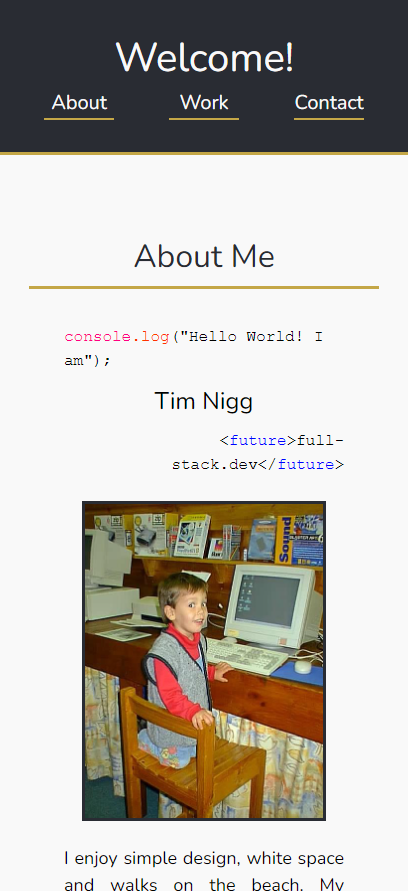 Welcome!
About Work Contact
About Me
console.log("Hello World! I
am");
Tim Nigg
<future>full-
stack.dev</future>
Sound
I enjoy simple design, white space
and walks on the beach. My